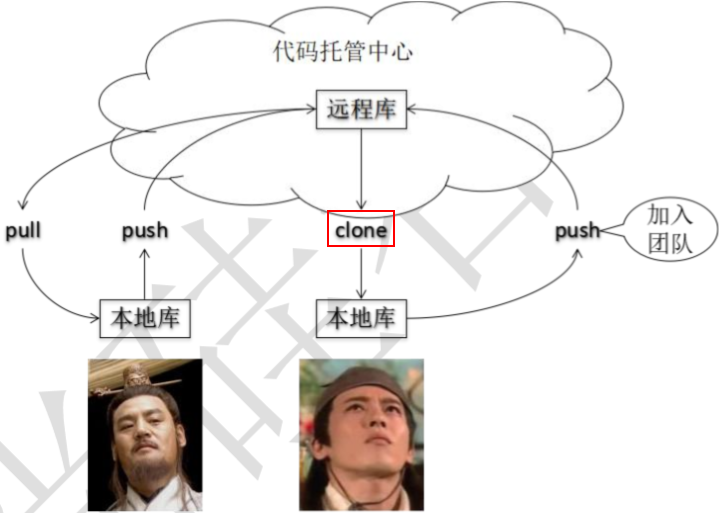 代码托管中心
远程库
pull
push
clone
push
加入
团队
本地库
本地库